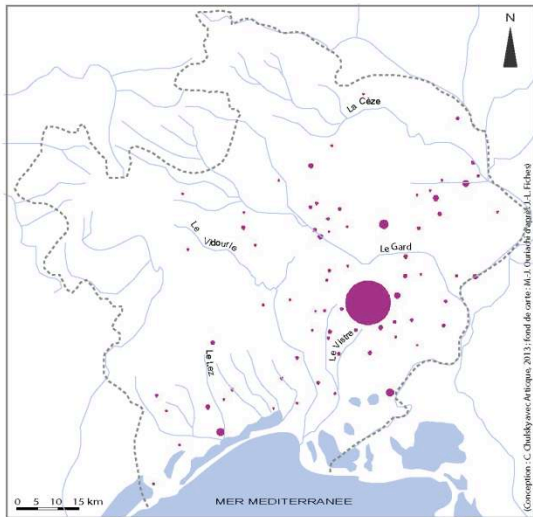 N
La Cèze
Le Vidourle
Le Gard
Le Vistre
Le Lez
0 5 10 15 km
MER MEDITERRANEE
(Conception : C. Chulsky avec Articque, 2013 ; fond de carte : M.-J. Ouriachi d'après J.-L. Fiches)